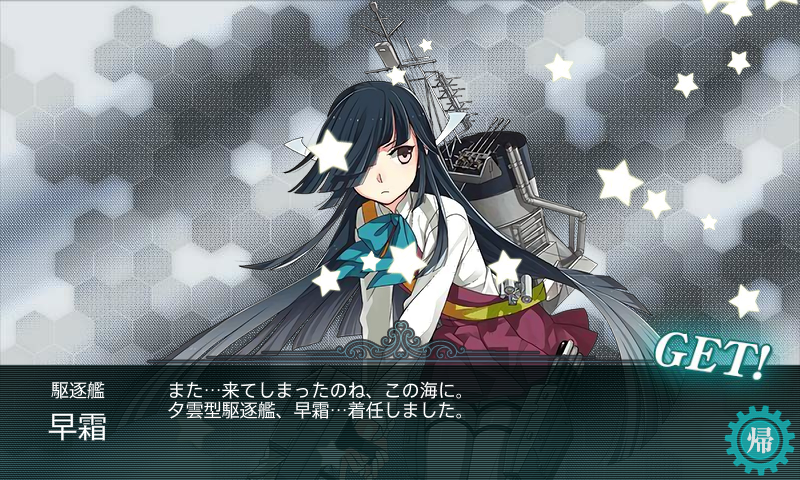 GET!
駆逐艦
早霜
また…来てしまったのね、この海に。
夕雲型駆逐艦、早霜…着任しました。
帰